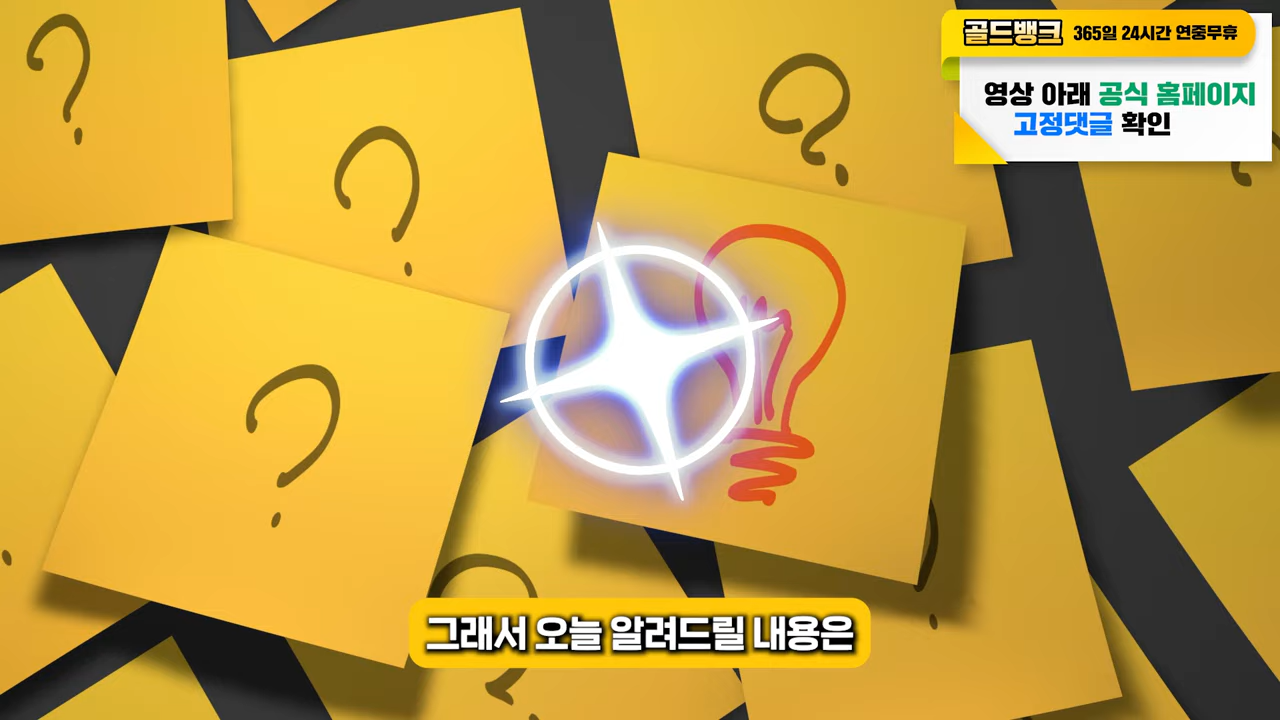 골드뱅크 365일 24시간 연중무휴
영상 아래 공식 홈페이지
고정댓글 확인
? ? ? ? ? ?
그래서 오늘 알려드릴 내용은